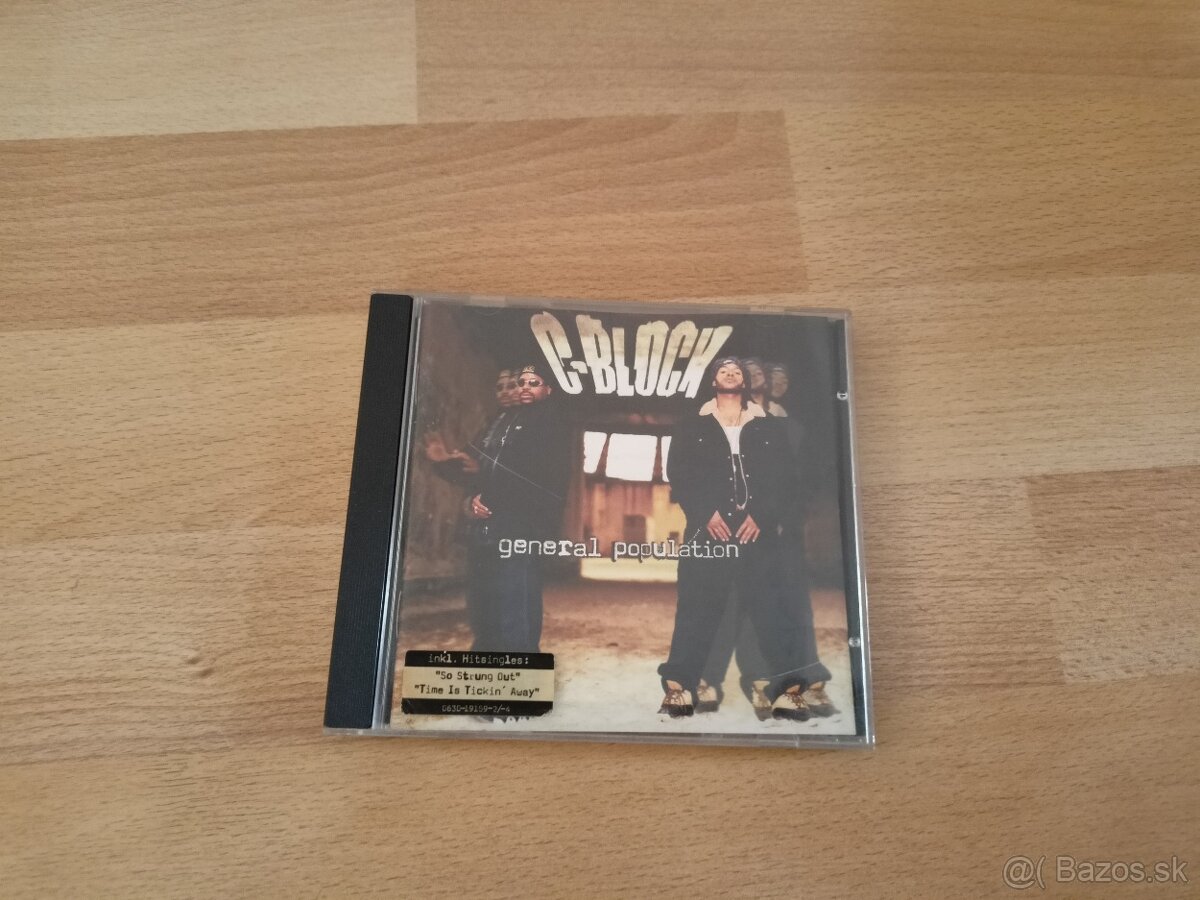 C-BLOCK
general population
inkl. Hitsingles:
"So Strung Out"
"Time Is Tickin' Away"
0630-19159-2/-4
@( Bazos.sk